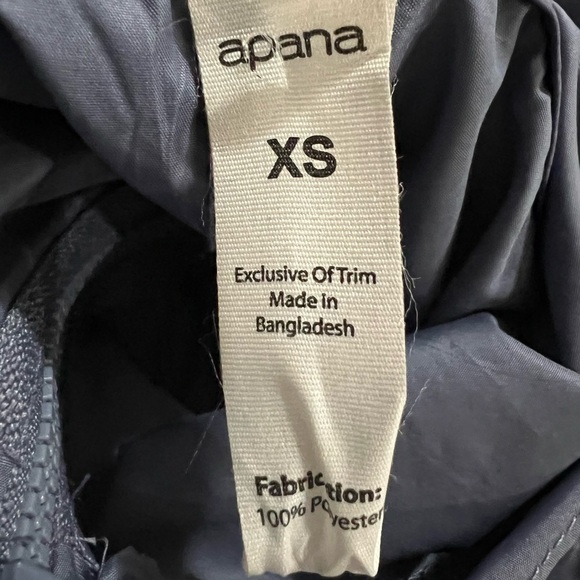 apana
XS
Exclusive Of Trim
Made in
Bangladesh
Fabrication:
100% Polyester